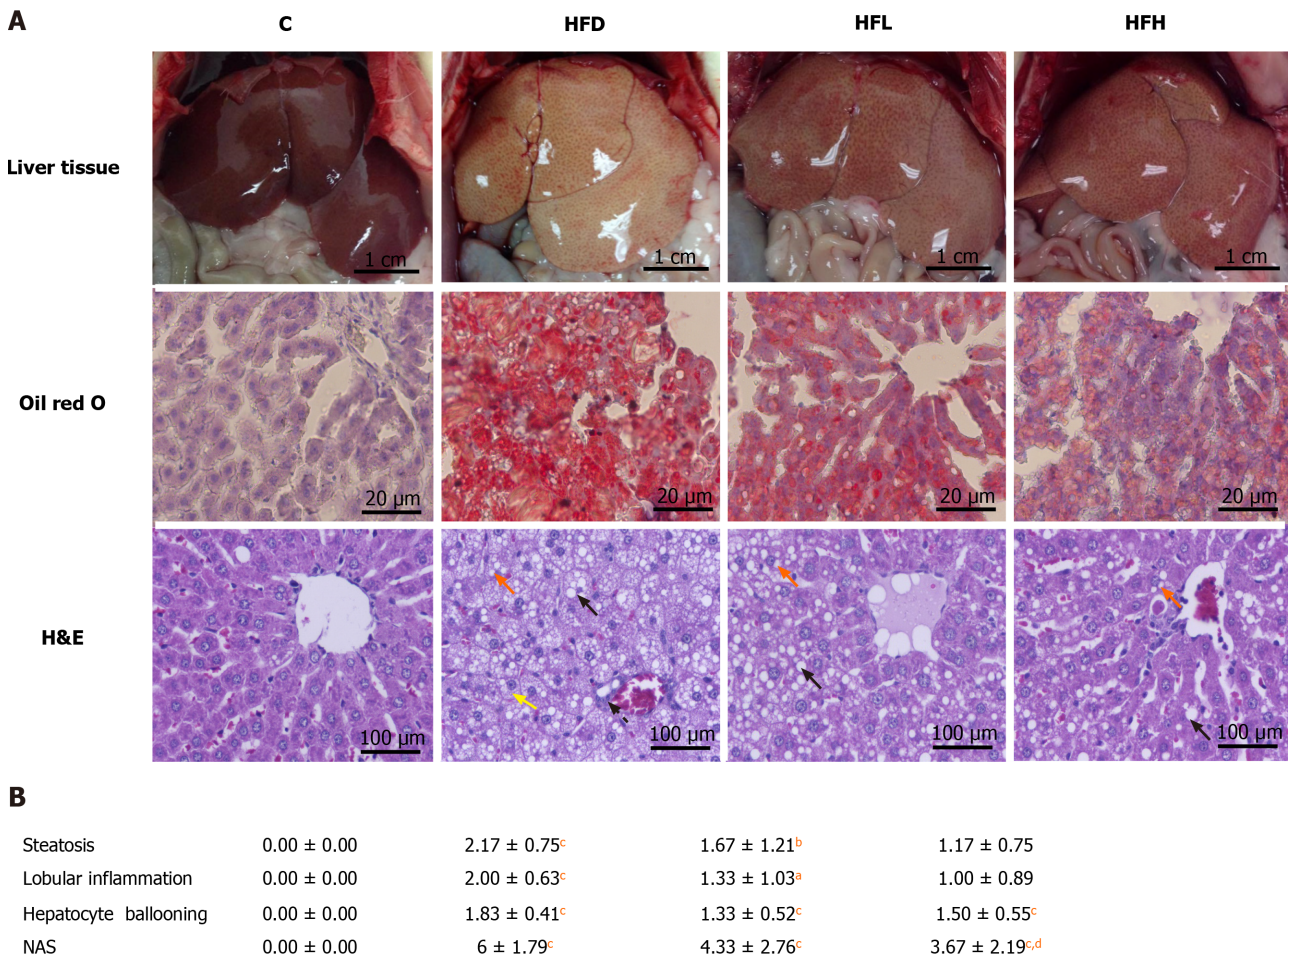 A
C HFD HFL HFH
Liver tissue
1 cm 1 cm 1 cm 1 cm
Oil red O
20 μm 20 μm 20 μm 20 μm
H&E
100 μm 100 μm 100 μm 100 μm
B
Steatosis 0.00 ± 0.00 2.17 ± 0.75c 1.67 ± 1.21b 1.17 ± 0.75
Lobular inflammation 0.00 ± 0.00 2.00 ± 0.63c 1.33 ± 1.03a 1.00 ± 0.89
Hepatocyte ballooning 0.00 ± 0.00 1.83 ± 0.41c 1.33 ± 0.52c 1.50 ± 0.55c
NAS 0.00 ± 0.00 6 ± 1.79c 4.33 ± 2.76c 3.67 ± 2.19c,d